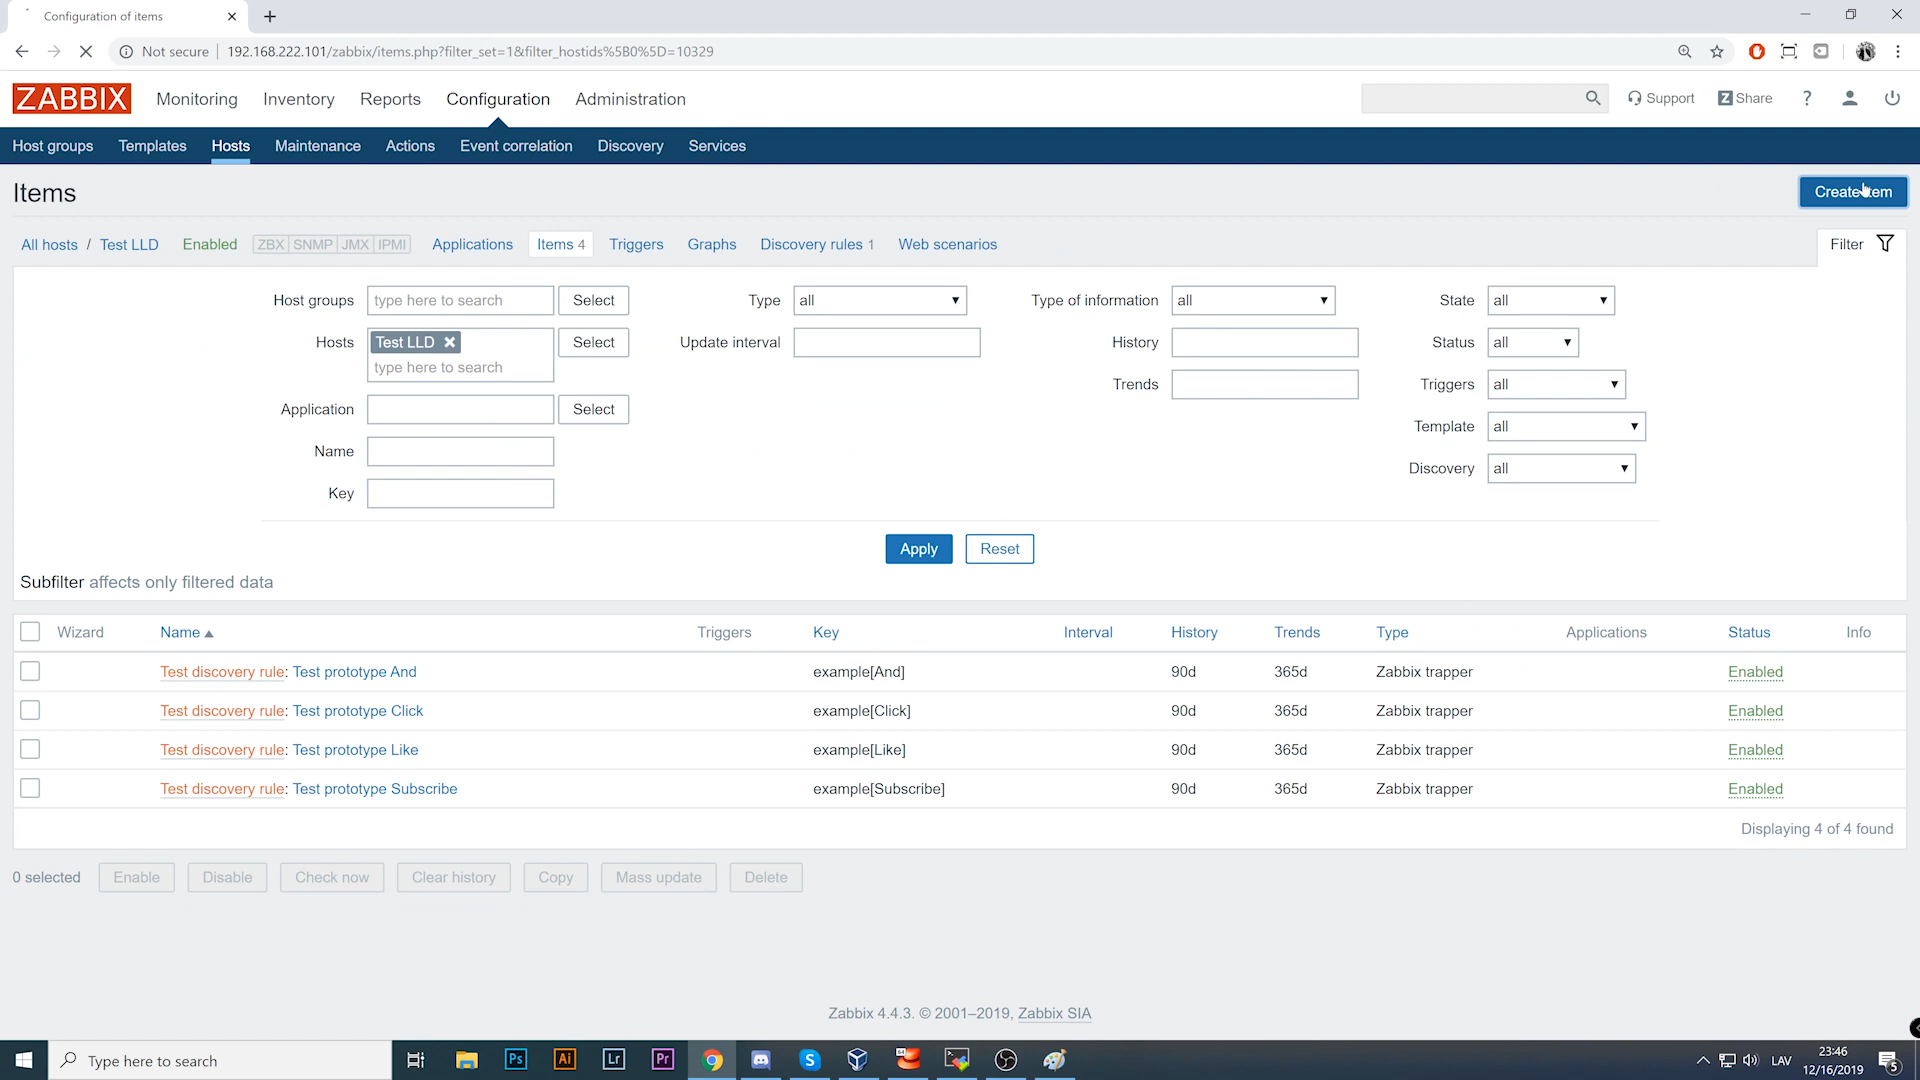 Configuration of items
Not secure 192.168.222.101/zabbix/items.php?filter_set=1&filter_hostids%5B0%5D=10329
ZABBIX Monitoring Inventory Reports Configuration Administration Support Z Share ?
Host groups Templates Hosts Maintenance Actions Event correlation Discovery Services
Items
Create item
All hosts / Test LLD Enabled ZBX SNMP JMX IPMI Applications Items 4 Triggers Graphs Discovery rules 1 Web scenarios Filter
Host groups type here to search Select Type all Type of information all State all
Hosts Test LLD Select Update interval History Status all
type here to search
Trends Triggers all
Application Select
Template all
Name
Discovery all
Key
Apply Reset
Subfilter affects only filtered data
Wizard Name Triggers Key Interval History Trends Type Applications Status Info
Test discovery rule: Test prototype And example[And] 90d 365d Zabbix trapper Enabled
Test discovery rule: Test prototype Click example[Click] 90d 365d Zabbix trapper Enabled
Test discovery rule: Test prototype Like example[Like] 90d 365d Zabbix trapper Enabled
Test discovery rule: Test prototype Subscribe example[Subscribe] 90d 365d Zabbix trapper Enabled
Displaying 4 of 4 found
0 selected Enable Disable Check now Clear history Copy Mass update Delete
Zabbix 4.4.3. © 2001–2019, Zabbix SIA
Type here to search Ps Ai Lr Pr S 64 LAV 23:46
12/16/2019 5